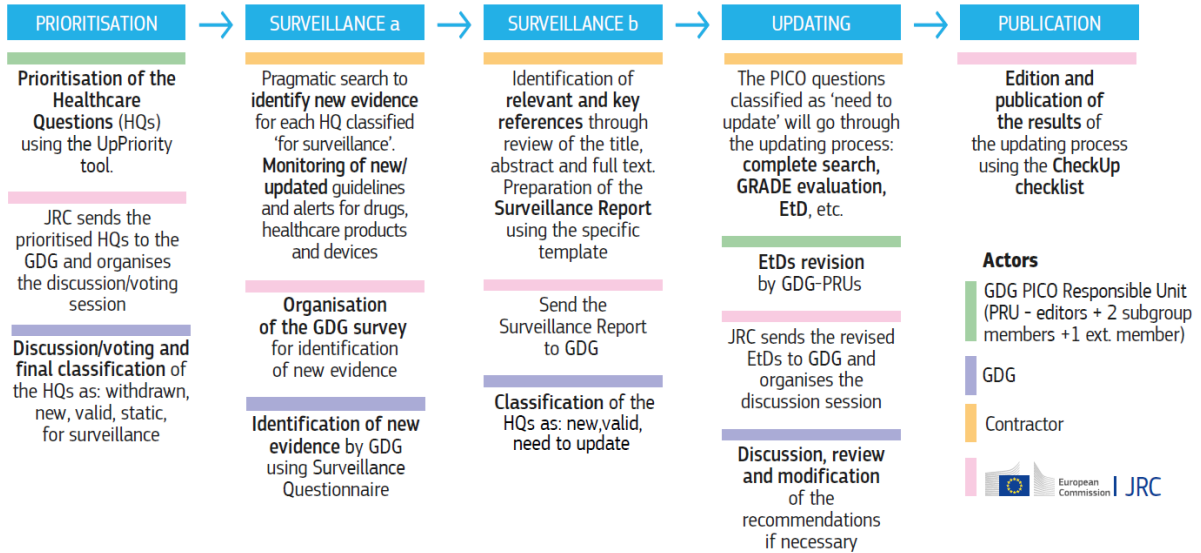 PRIORITISATION
SURVEILLANCE a
SURVEILLANCE b
UPDATING
PUBLICATION
Prioritisation of the
Healthcare
Questions (HQs)
using the UpPriority
tool.
JRC sends the
prioritised HQs to the
GDG and organises
the discussion/voting
session
Discussion/voting and
final classification of
of the HQs as: withdrawn,
new, valid, static,
for surveillance
Pragmatic search to
identify new evidence
for each HQ classified
‘for surveillance’.
Monitoring of new/
updated guidelines
and alerts for drugs,
healthcare products
and devices
Organisation
of the GDG survey
for identification
of new evidence
Identification of new
evidence by GDG
using Surveillance
Questionnaire
Identification of
relevant and key
references through
review of the title,
abstract and full text.
Preparation of the
Surveillance Report
using the specific
template
Send the
Surveillance Report
to GDG
Classification of the
HQs as: new,valid,
need to update
The PICO questions
classified as ‘need to
update’ will go through
the updating process:
complete search,
GRADE evaluation,
EtD, etc.
EtDs revision
by GDG-PRUs
JRC sends the revised
EtDs to GDG and
organises the
discussion session
Discussion, review
and modification
of the
recommendations
if necessary
Edition and
publication of
the results of
the updating process
using the CheckUp
checklist
Actors
GDG PICO Responsible Unit
(PRU - editors + 2 subgroup
members +1 ext. member)
GDG
Contractor
European
Commission | JRC